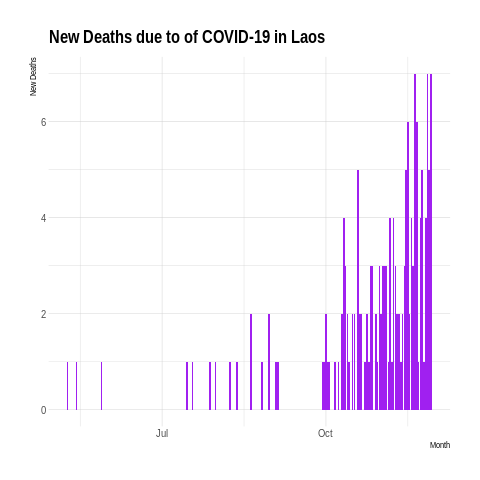 New Deaths due to of COVID-19 in Laos
New Deaths
6
4
2
0
Jul
Oct
Month